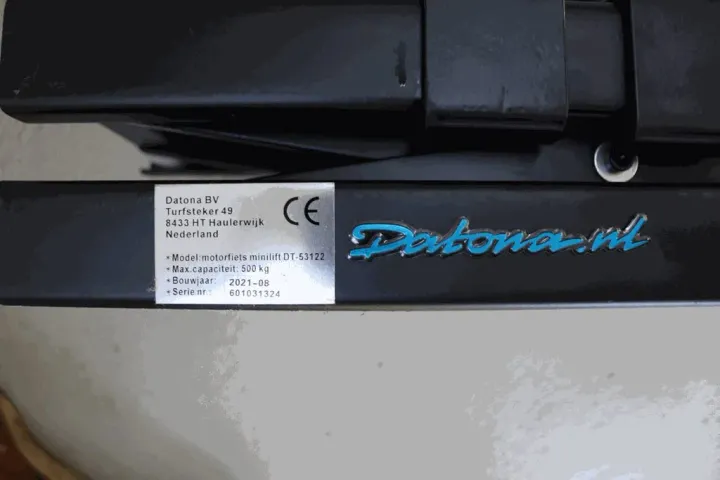 Datona BV
Turfsteker 49
8433 HT Haulerwijk
Nederland
CE
*Model:motorfiets minilift DT-53122
*Max.capaciteit: 500 kg
*Bouwjaar: 2021-08
*Serie nr.: 601031324
Datona.nl